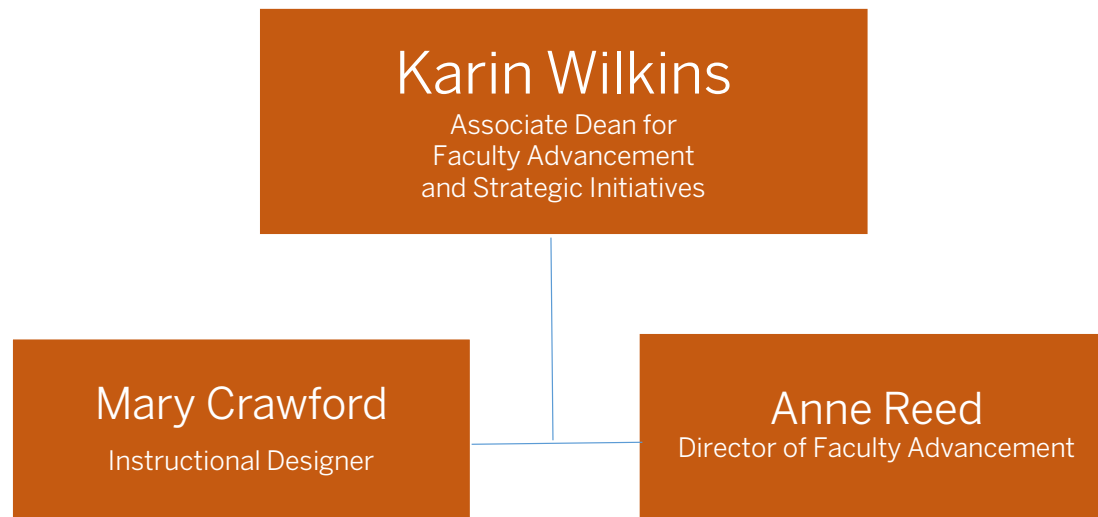 Karin Wilkins
Associate Dean for
Faculty Advancement
and Strategic Initiatives
Mary Crawford
Instructional Designer
Anne Reed
Director of Faculty Advancement